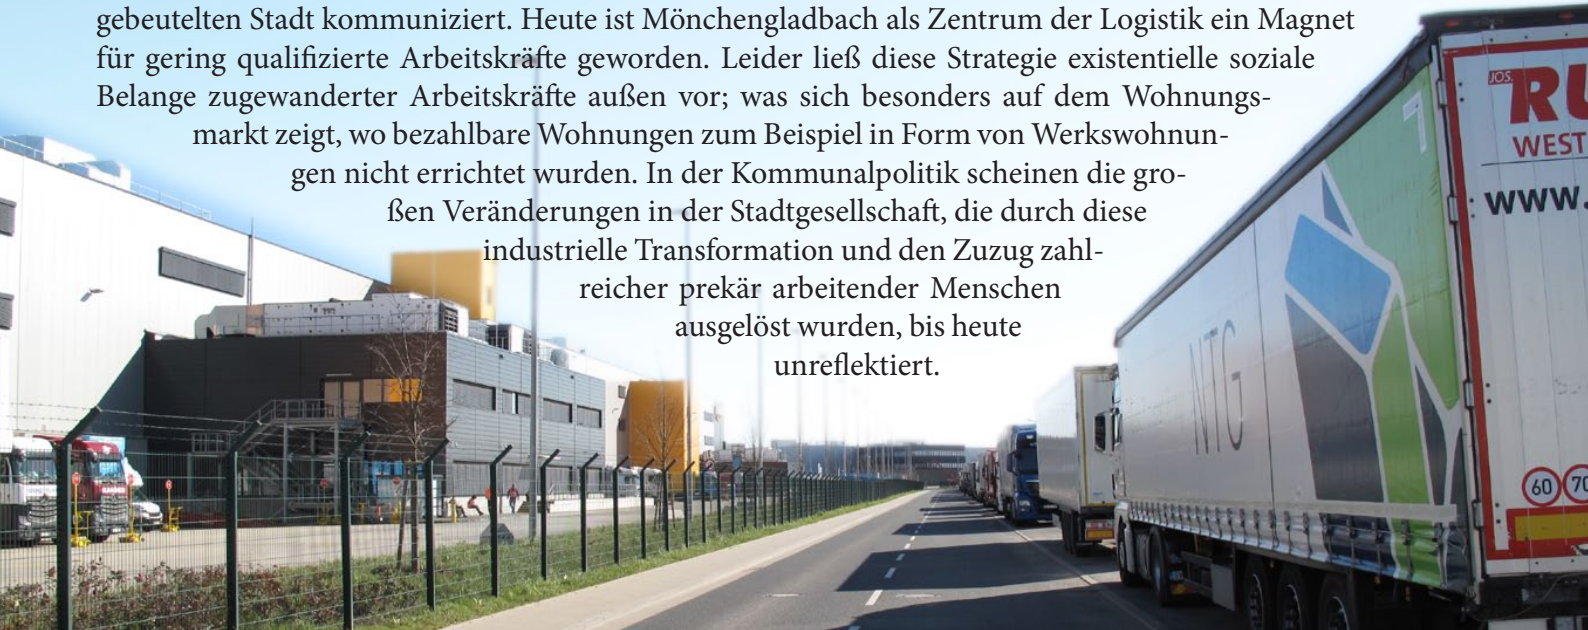 gebeutelten Stadt kommuniziert. Heute ist Mönchengladbach als Zentrum der Logistik ein Magnet
für gering qualifizierte Arbeitskräfte geworden. Leider ließ diese Strategie existentielle soziale
Belange zugewanderter Arbeitskräfte außen vor; was sich besonders auf dem Wohnungs-
markt zeigt, wo bezahlbare Wohnungen zum Beispiel in Form von Werkswohnun-
gen nicht errichtet wurden. In der Kommunalpolitik scheinen die gro-
ßen Veränderungen in der Stadtgesellschaft, die durch diese
industrielle Transformation und den Zuzug zahl-
reicher prekär arbeitender Menschen
ausgelöst wurden, bis heute
unreflektiert.
JOS.
RU
WEST
WWW.
NTG
60
70